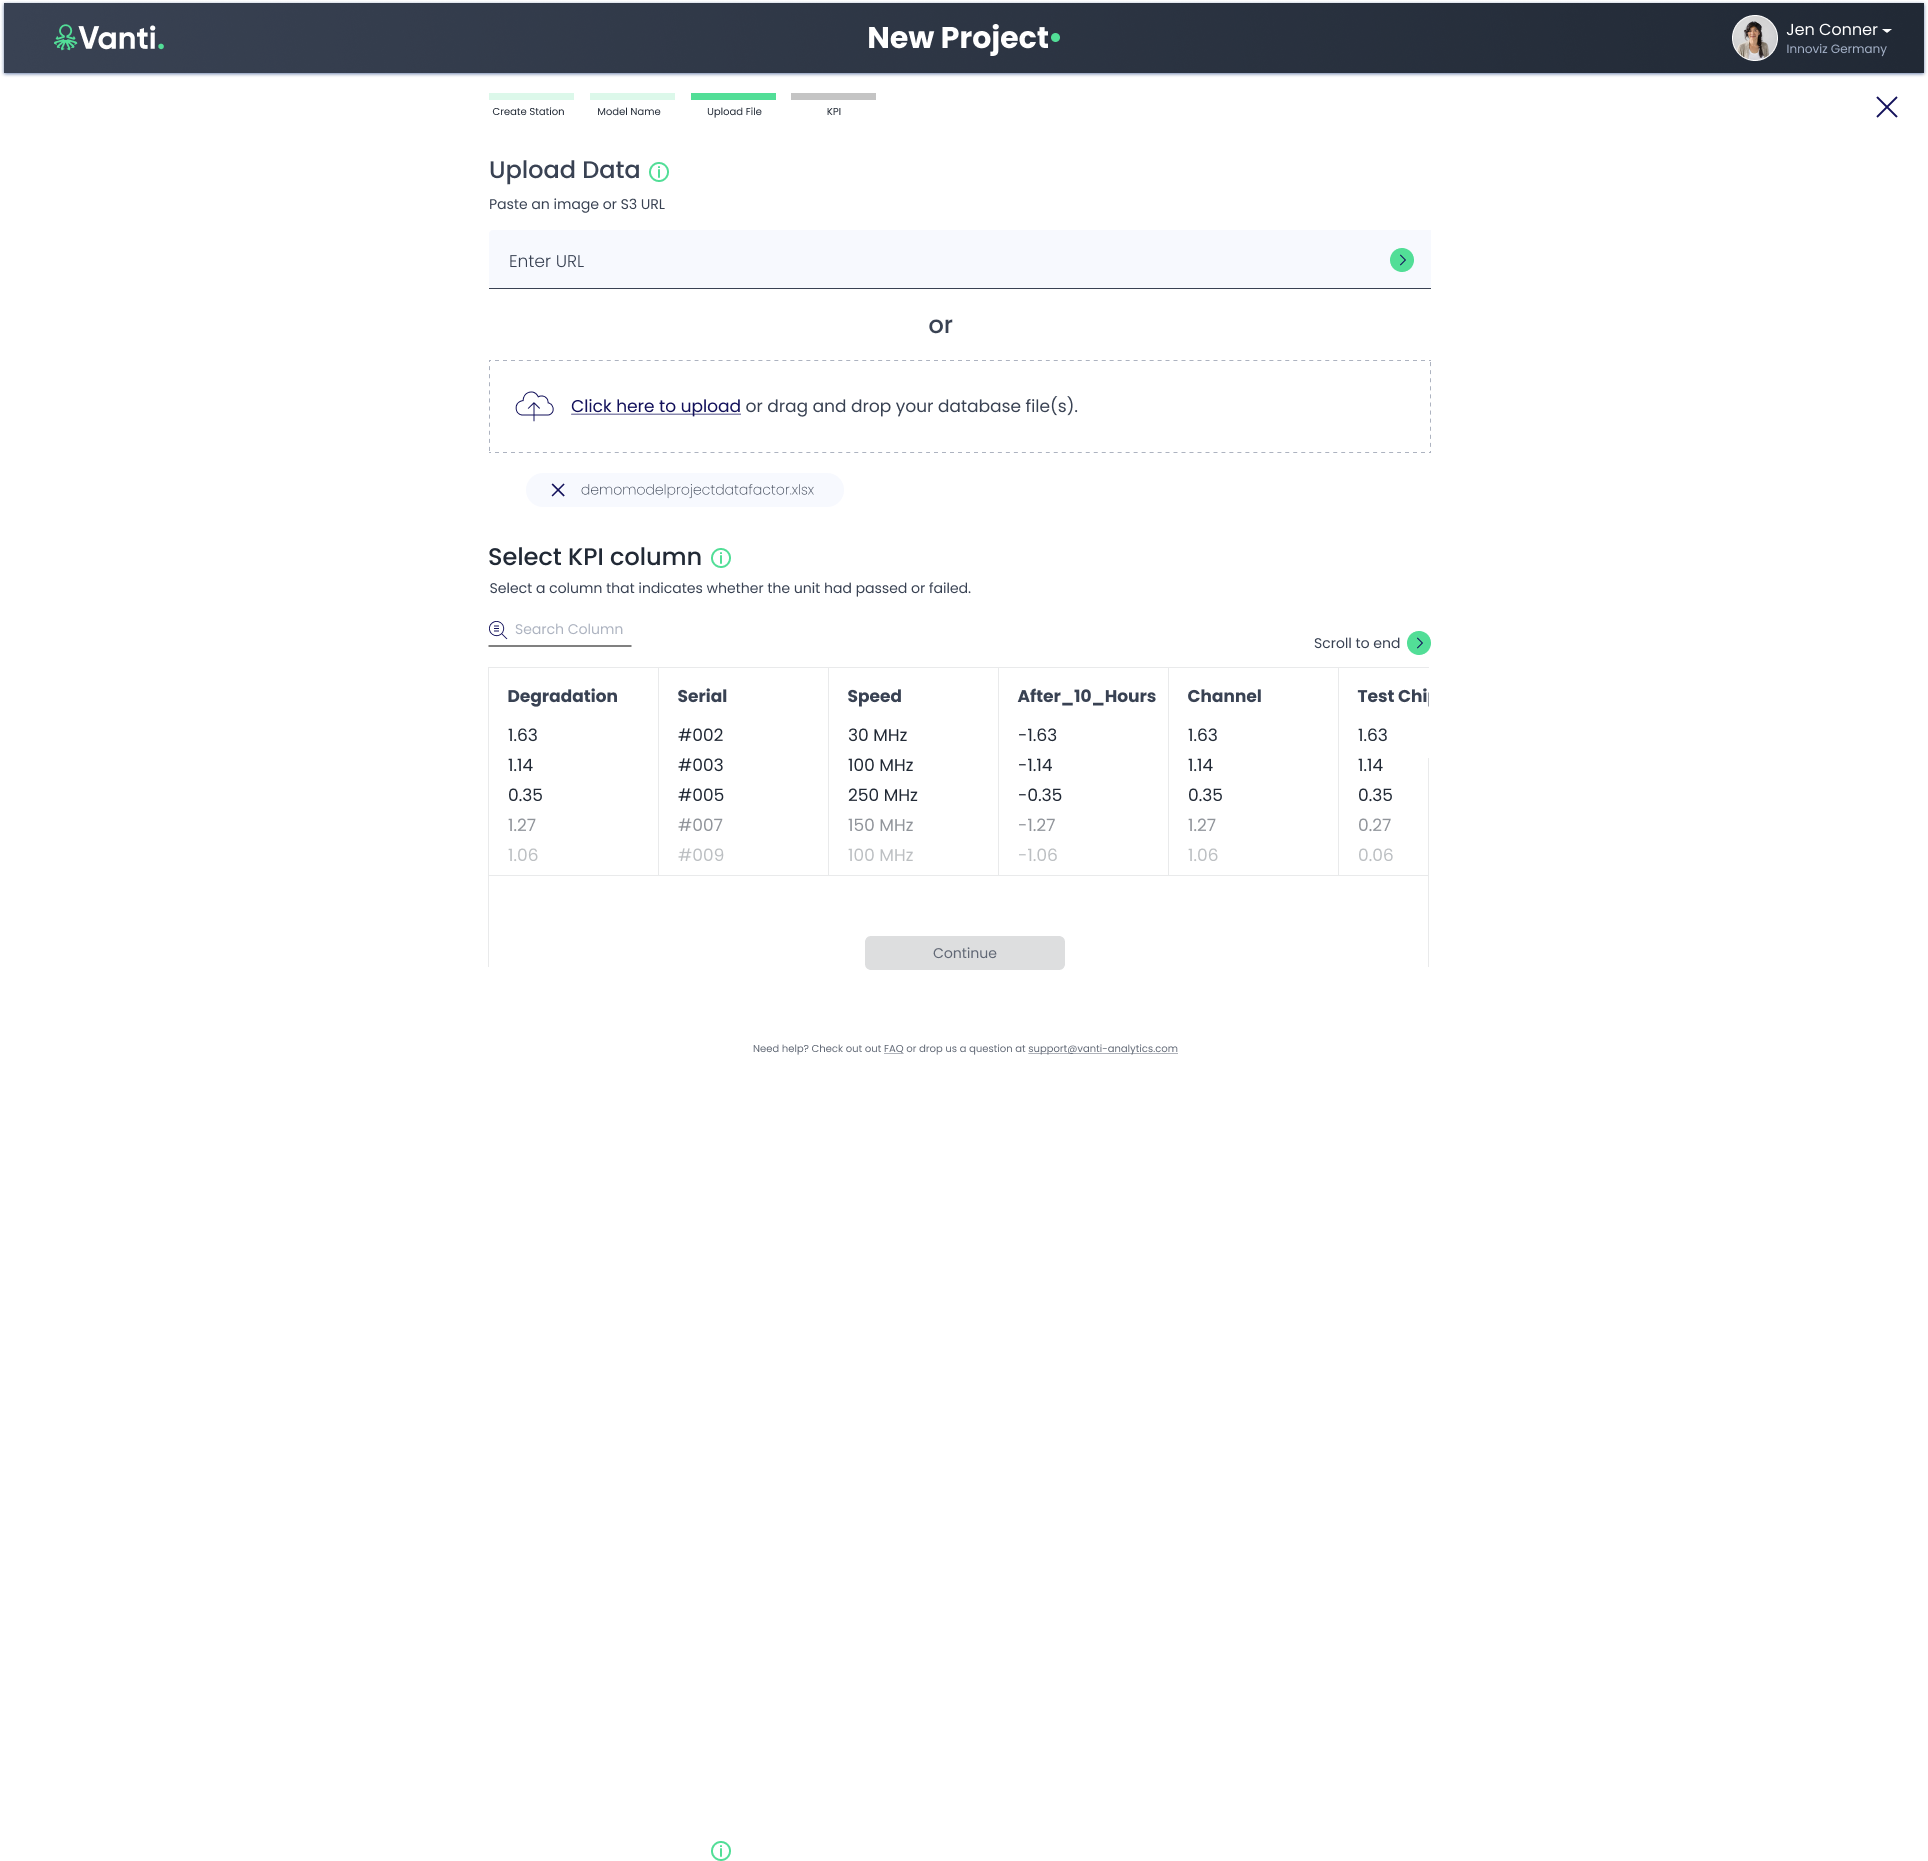 Vanti.
New Project
Jen Conner
Innoviz Germany
Create Station Model Name Upload File KPI
Upload Data
Paste an image or S3 URL
Enter URL
or
Click here to upload or drag and drop your database file(s).
demomodelprojectdatafactor.xlsx
Select KPI column
Select a column that indicates whether the unit had passed or failed.
Search Column
Scroll to end
Degradation Serial Speed After_10_Hours Channel Test Chi
1.63 #002 30 MHz -1.63 1.63 1.63
1.14 #003 100 MHz -1.14 1.14 1.14
0.35 #005 250 MHz -0.35 0.35 0.35
1.27 #007 150 MHz -1.27 1.27 0.27
1.06 #009 100 MHz -1.06 1.06 0.06
Continue
Need help? Check out out FAQ or drop us a question at support@vanti-analytics.com